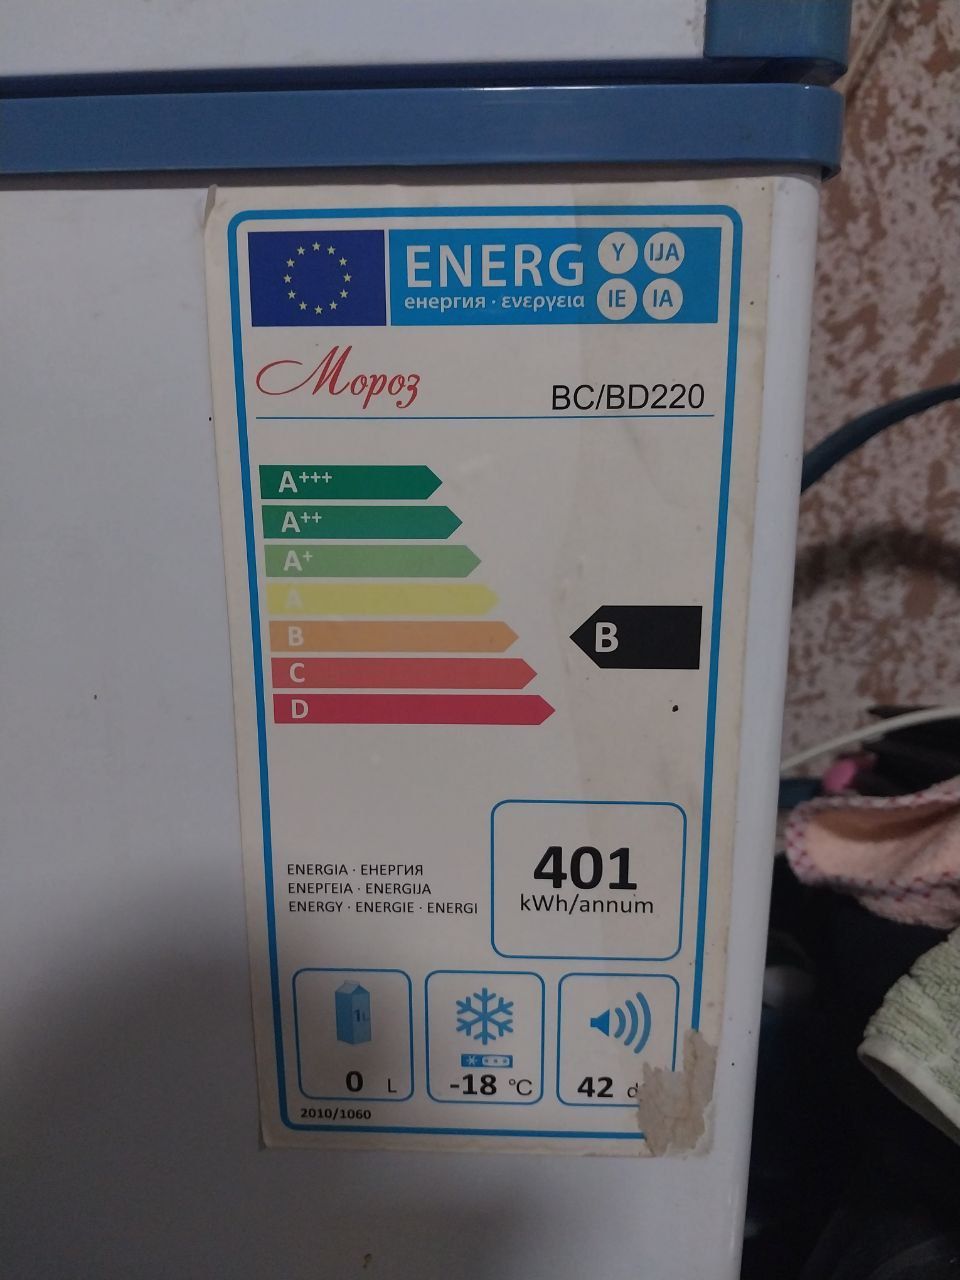 ENERG Y IJA
енергия · ενεργεια IE IA
Мороз BC/BD220
A+++
A++
A+
A
B
B
C
D
ENERGIA · ЕНЕРГИЯ
ΕΝΕΡΓΕΙΑ · ENERGIJA
ENERGY · ENERGIE · ENERGI
401
kWh/annum
1L
0 L
-18 °C
42
2010/1060